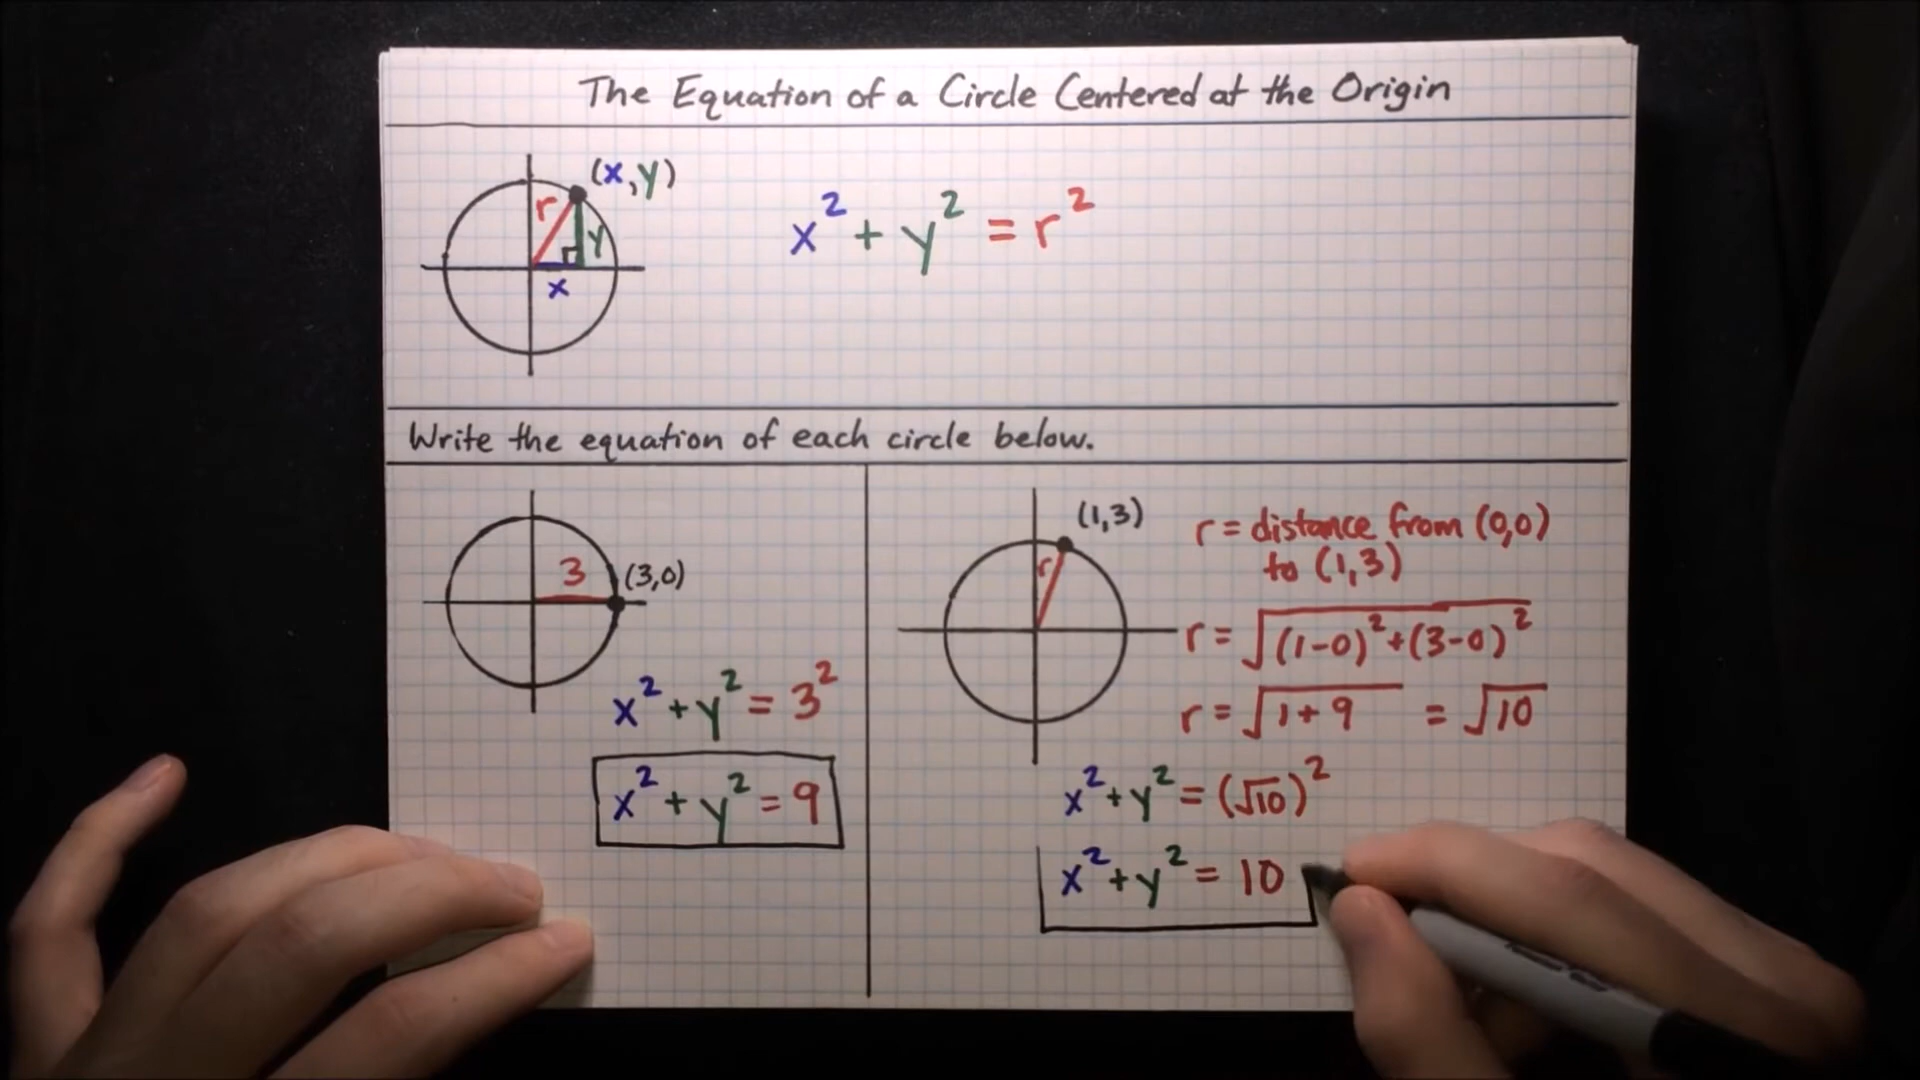 The Equation of a Circle Centered at the Origin
(x,y)
r
y
x
x² + y² = r²
Write the equation of each circle below.
3
(3,0)
x² + y² = 3²
x² + y² = 9
(1,3)
r
r = distance from (0,0)
to (1,3)
r = √((1-0)²+(3-0)²)
r = √(1+9) = √10
x²+y² = (√10)²
x²+y² = 10